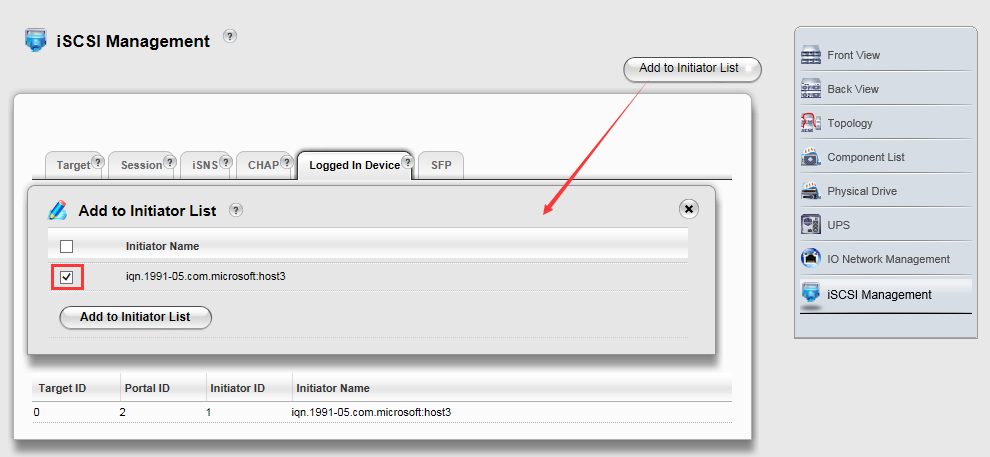 iSCSI Management ?
Add to Initiator List
Target ? Session ? iSNS ? CHAP ? Logged In Device ? SFP
Add to Initiator List ?
Initiator Name
iqn.1991-05.com.microsoft:host3
Add to Initiator List
Target ID Portal ID Initiator ID Initiator Name
0 2 1 iqn.1991-05.com.microsoft:host3
Front View
Back View
Topology
Component List
Physical Drive
UPS
IO Network Management
iSCSI Management